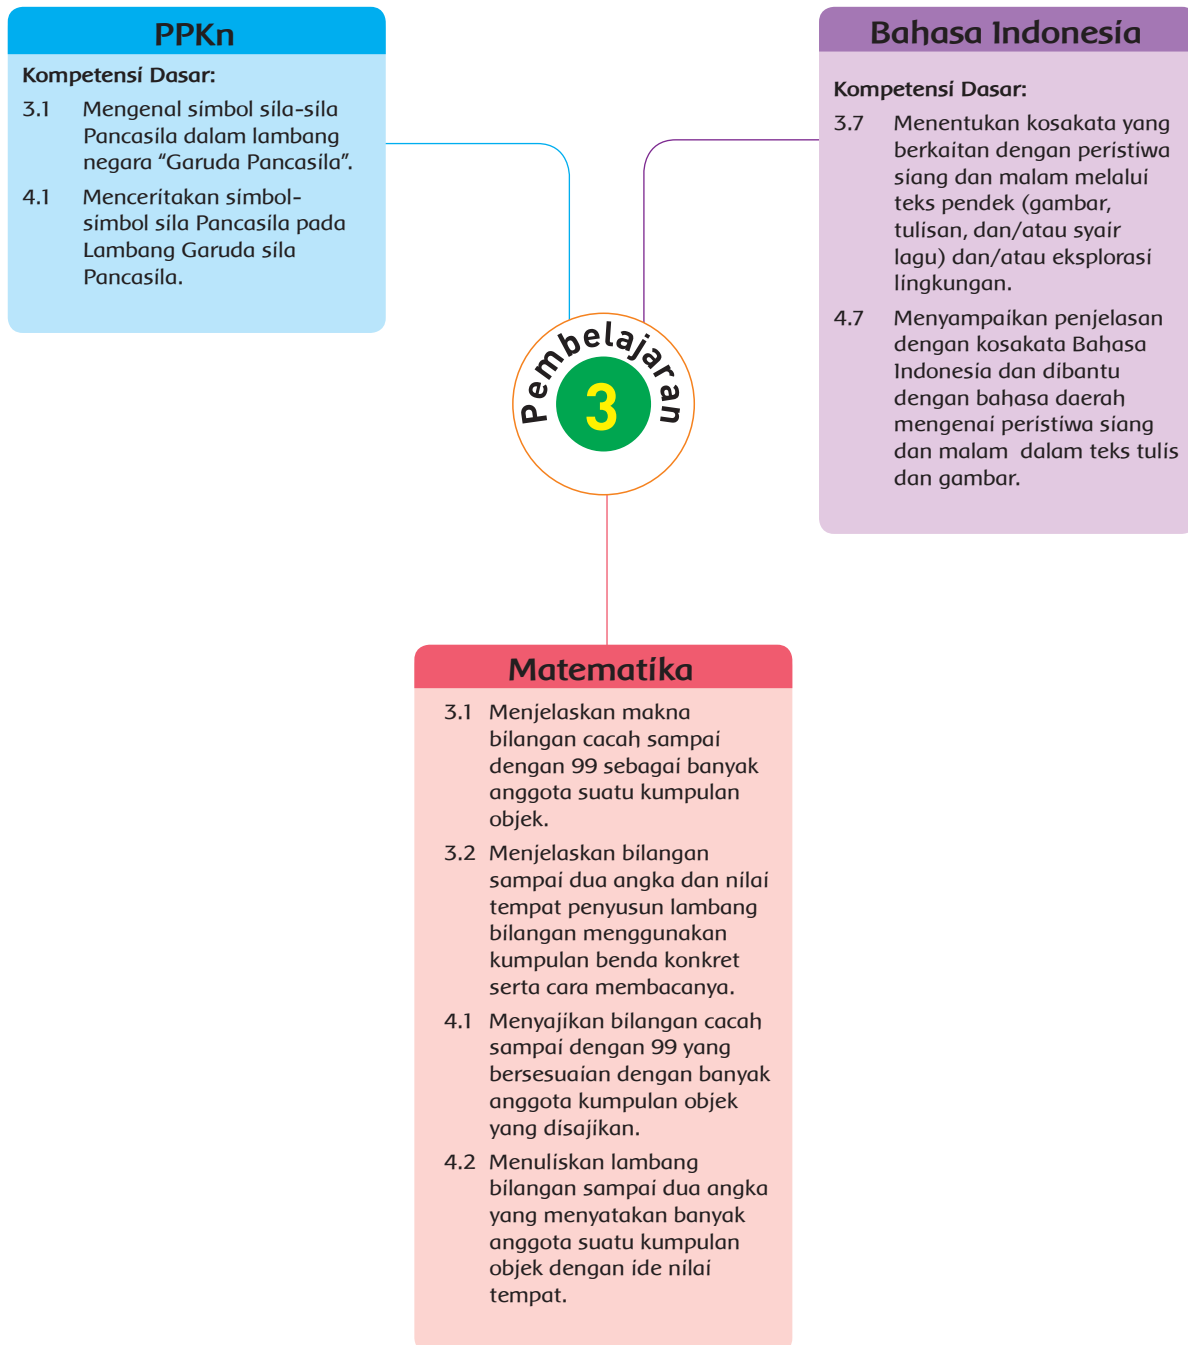 PPKn
Kompetensi Dasar:
3.1 Mengenal simbol sila-sila
Pancasila dalam lambang
negara “Garuda Pancasila”.
4.1 Menceritakan simbol-
simbol sila Pancasila pada
Lambang Garuda sila
Pancasila.
Bahasa Indonesia
Kompetensi Dasar:
3.7 Menentukan kosakata yang
berkaitan dengan peristiwa
siang dan malam melalui
teks pendek (gambar,
tulisan, dan/atau syair
lagu) dan/atau eksplorasi
lingkungan.
4.7 Menyampaikan penjelasan
dengan kosakata Bahasa
Indonesia dan dibantu
dengan bahasa daerah
mengenai peristiwa siang
dan malam dalam teks tulis
dan gambar.
Pembelajaran
3
Matematika
3.1 Menjelaskan makna
bilangan cacah sampai
dengan 99 sebagai banyak
anggota suatu kumpulan
objek.
3.2 Menjelaskan bilangan
sampai dua angka dan nilai
tempat penyusun lambang
bilangan menggunakan
kumpulan benda konkret
serta cara membacanya.
4.1 Menyajikan bilangan cacah
sampai dengan 99 yang
bersesuaian dengan banyak
anggota kumpulan objek
yang disajikan.
4.2 Menuliskan lambang
bilangan sampai dua angka
yang menyatakan banyak
anggota suatu kumpulan
objek dengan ide nilai
tempat.